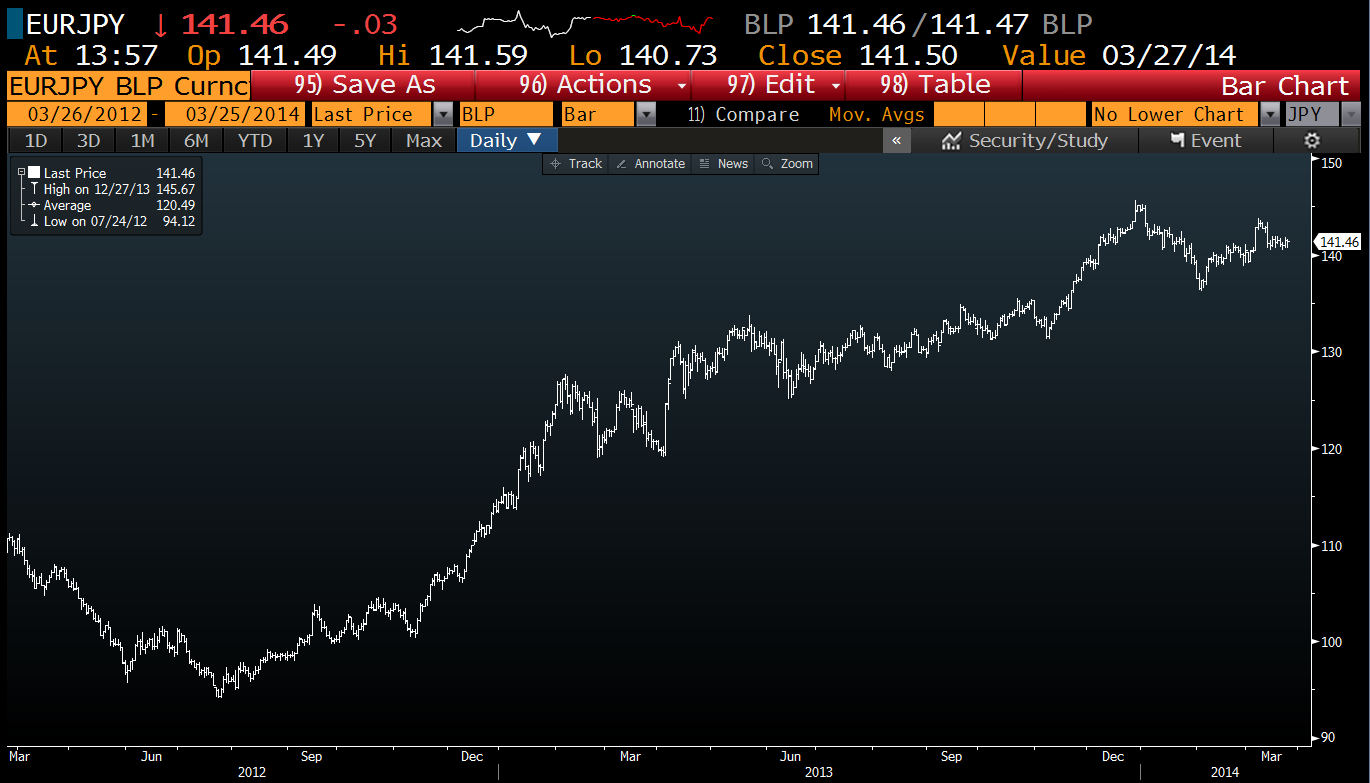 EURJPY ↓ 141.46 -.03 BLP 141.46/141.47 BLP
At 13:57 Op 141.49 Hi 141.59 Lo 140.73 Close 141.50 Value 03/27/14
EURJPY BLP Curnc 95) Save As 96) Actions 97) Edit 98) Table Bar Chart
03/26/2012 - 03/25/2014 Last Price BLP Bar 11) Compare Mov. Avgs No Lower Chart JPY
1D 3D 1M 6M YTD 1Y 5Y Max Daily ▼ « Security/Study Event
Track Annotate News Zoom
Last Price 141.46
High on 12/27/13 145.67
Average 120.49
Low on 07/24/12 94.12
150
141.46
140
130
120
110
100
90
Mar Jun Sep Dec Mar Jun Sep Dec Mar
2012 2013 2014